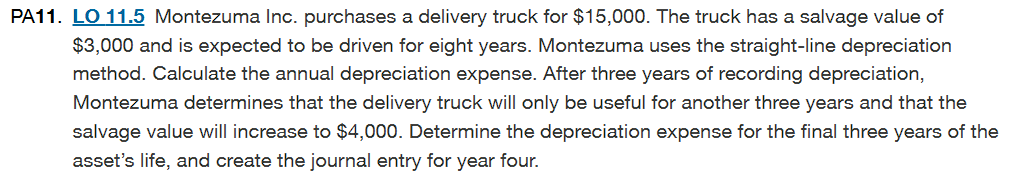 PA11. LO 11.5 Montezuma Inc. purchases a delivery truck for $15,000. The truck has a salvage value of
$3,000 and is expected to be driven for eight years. Montezuma uses the straight-line depreciation
method. Calculate the annual depreciation expense. After three years of recording depreciation,
Montezuma determines that the delivery truck will only be useful for another three years and that the
salvage value will increase to $4,000. Determine the depreciation expense for the final three years of the
asset’s life, and create the journal entry for year four.